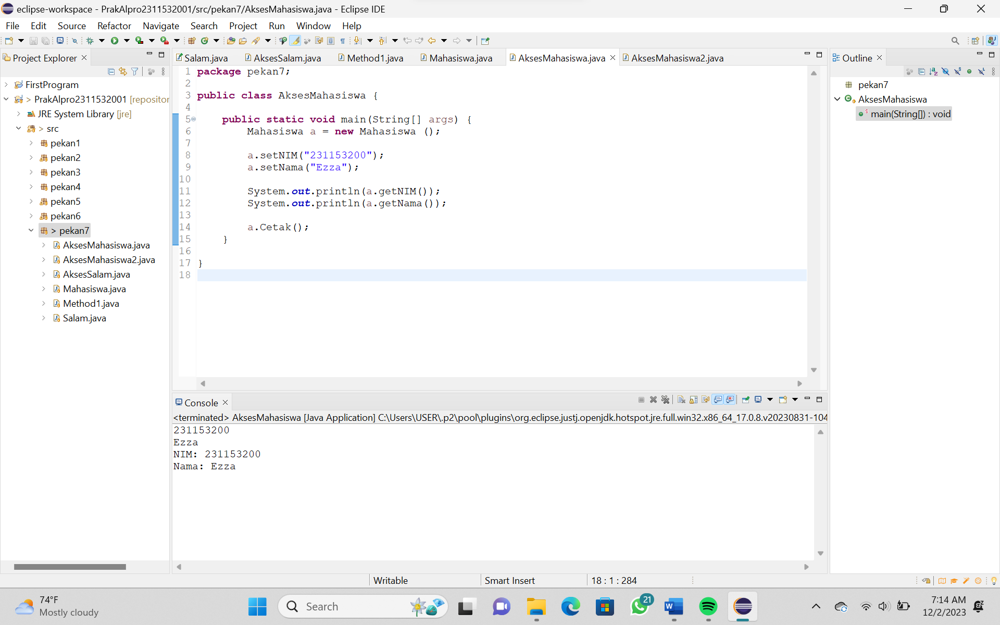 eclipse-workspace - PrakAlpro2311532001/src/pekan7/AksesMahasiswa.java - Eclipse IDE
File Edit Source Refactor Navigate Search Project Run Window Help
Project Explorer
FirstProgram
> PrakAlpro2311532001 [repositor
JRE System Library [jre]
> src
pekan1
pekan2
pekan3
pekan4
pekan5
pekan6
> pekan7
AksesMahasiswa.java
AksesMahasiswa2.java
AksesSalam.java
Mahasiswa.java
Method1.java
Salam.java
Salam.java AksesSalam.java Method1.java Mahasiswa.java AksesMahasiswa.java AksesMahasiswa2.java
1 package pekan7;
2
3 public class AksesMahasiswa {
4
5 public static void main(String[] args) {
6 Mahasiswa a = new Mahasiswa ();
7
8 a.setNIM("231153200");
9 a.setNama("Ezza");
10
11 System.out.println(a.getNIM());
12 System.out.println(a.getNama());
13
14 a.Cetak();
15 }
16
17 }
18
Outline
pekan7
AksesMahasiswa
main(String[]) : void
Console
<terminated> AksesMahasiswa [Java Application] C:\Users\USER\.p2\pool\plugins\org.eclipse.justj.openjdk.hotspot.jre.full.win32.x86_64_17.0.8.v20230831-104
231153200
Ezza
NIM: 231153200
Nama: Ezza
Writable Smart Insert 18 : 1 : 284
74°F
Mostly cloudy
Search
21
7:14 AM
12/2/2023